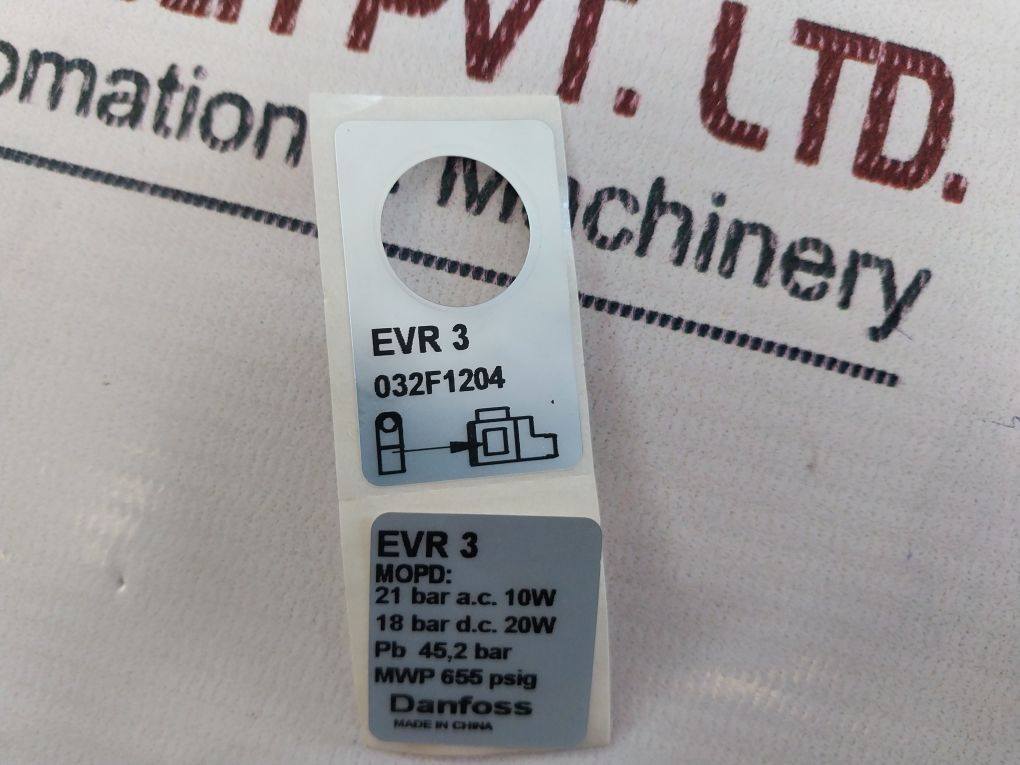 PVT. LTD.
Machinery
EVR 3
032F1204
EVR 3
MOPD:
21 bar a.c. 10W
18 bar d.c. 20W
Pb 45,2 bar
MWP 655 psig
Danfoss
MADE IN CHINA